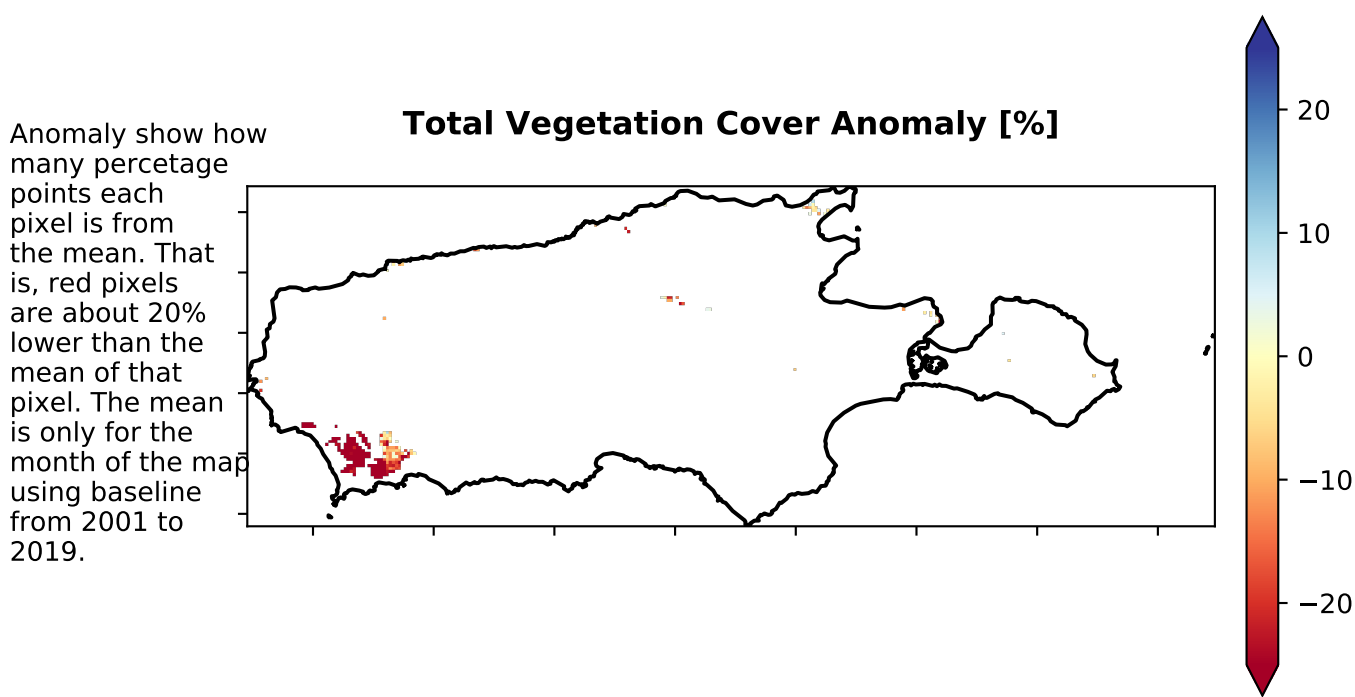 Total Vegetation Cover Anomaly [%]
Anomaly show how
many percetage
points each
pixel is from
the mean. That
is, red pixels
are about 20%
lower than the
mean of that
pixel. The mean
is only for the
month of the map
using baseline
from 2001 to
2019.
20
10
0
−10
−20